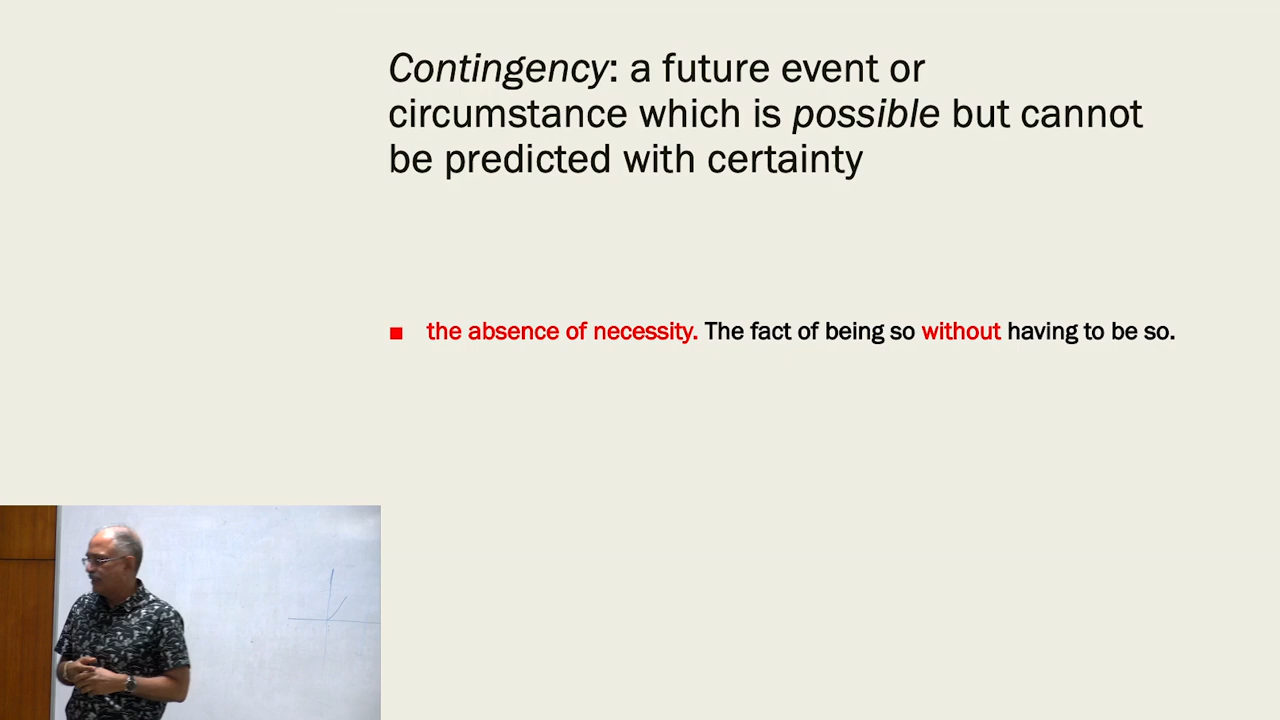 Contingency: a future event or
circumstance which is possible but cannot
be predicted with certainty
the absence of necessity. The fact of being so without having to be so.